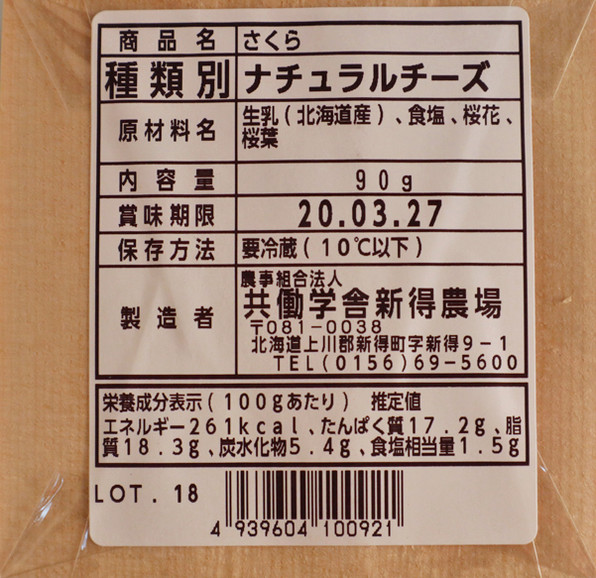 商品名 さくら
種類別 ナチュラルチーズ
原材料名 生乳(北海道産)、食塩、桜花、
桜葉
内容量 90g
賞味期限 20.03.27
保存方法 要冷蔵(10℃以下)
製造者 農事組合法人
共働学舎新得農場
〒081-0038
北海道上川郡新得町字新得9-1
TEL(0156)69-5600
栄養成分表示(100gあたり) 推定値
エネルギー261kcal、たんぱく質17.2g、脂
質18.3g、炭水化物5.4g、食塩相当量1.5g
LOT.18
4 939604 100921